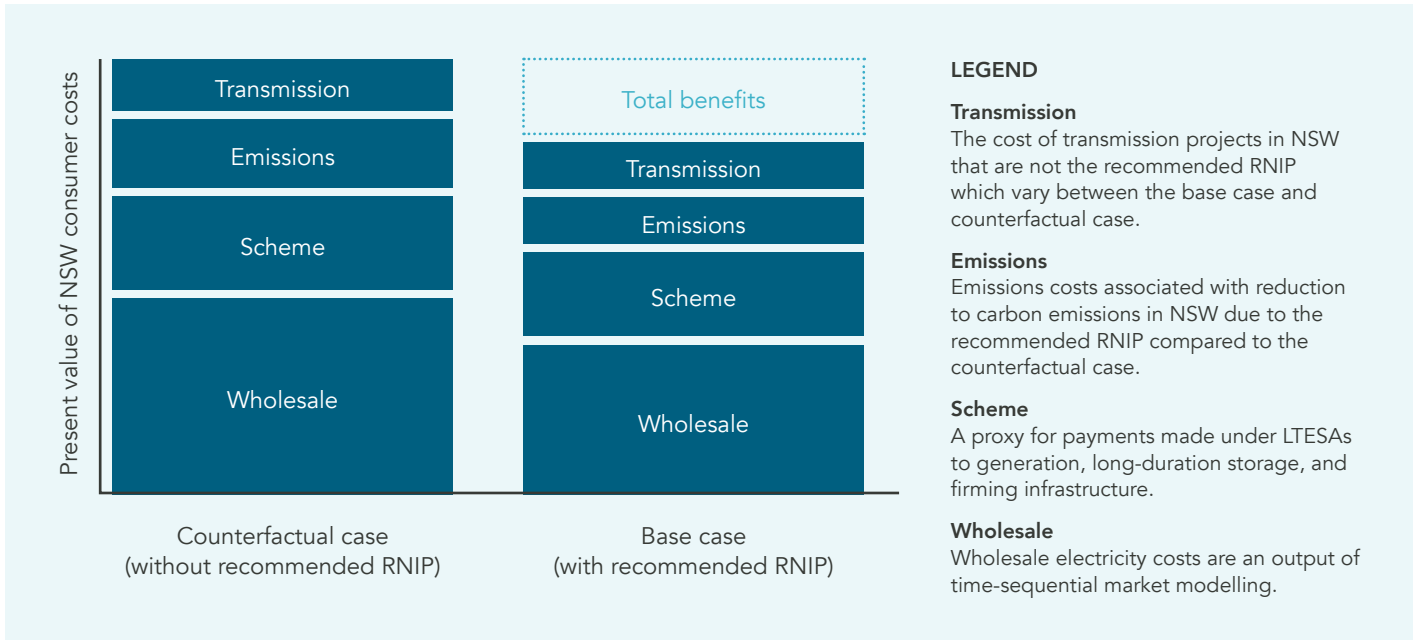 Present value of NSW consumer costs
Transmission
Emissions
Scheme
Wholesale
Counterfactual case
(without recommended RNIP)
Total benefits
Transmission
Emissions
Scheme
Wholesale
Base case
(with recommended RNIP)
LEGEND
Transmission
The cost of transmission projects in NSW
that are not the recommended RNIP
which vary between the base case and
counterfactual case.
Emissions
Emissions costs associated with reduction
to carbon emissions in NSW due to the
recommended RNIP compared to the
counterfactual case.
Scheme
A proxy for payments made under LTESAs
to generation, long-duration storage, and
firming infrastructure.
Wholesale
Wholesale electricity costs are an output of
time-sequential market modelling.